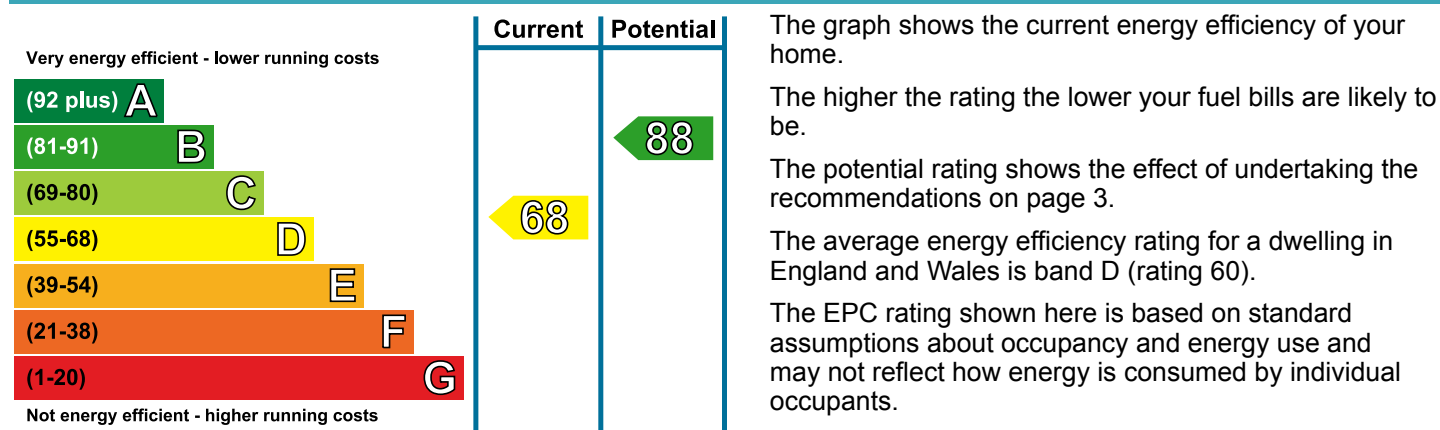 Current Potential
Very energy efficient - lower running costs
(92 plus) A
(81-91) B
(69-80) C
(55-68) D
(39-54) E
(21-38) F
(1-20) G
Not energy efficient - higher running costs
88
68
The graph shows the current energy efficiency of your
home.
The higher the rating the lower your fuel bills are likely to
be.
The potential rating shows the effect of undertaking the
recommendations on page 3.
The average energy efficiency rating for a dwelling in
England and Wales is band D (rating 60).
The EPC rating shown here is based on standard
assumptions about occupancy and energy use and
may not reflect how energy is consumed by individual
occupants.